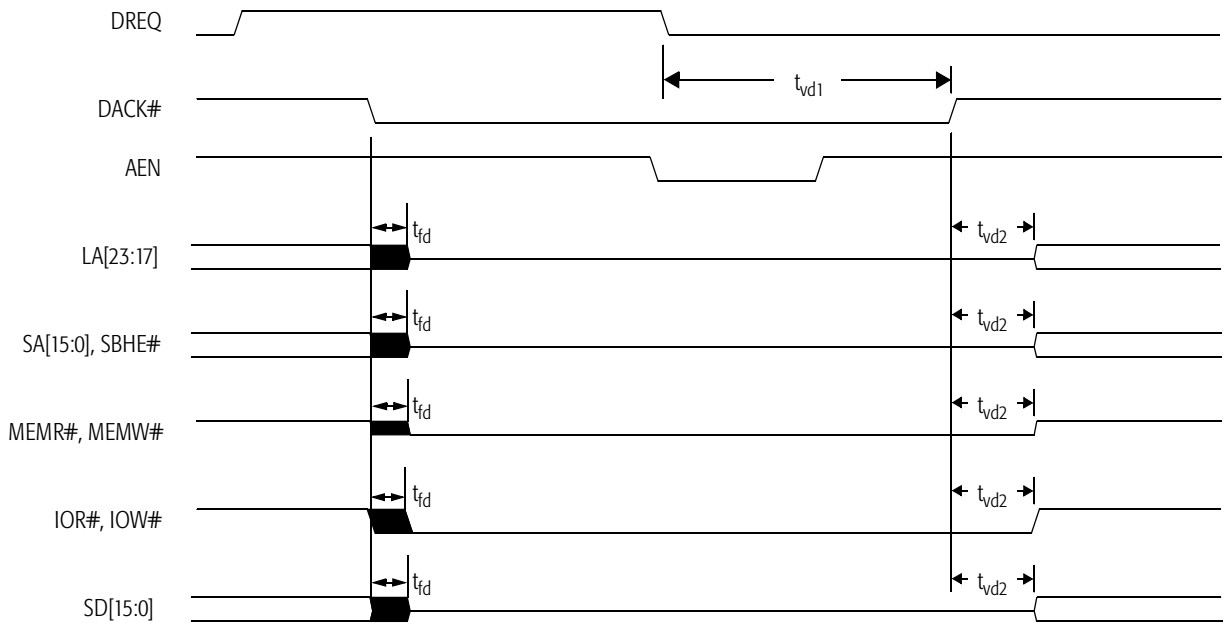 DREQ
t_vd1
DACK#
AEN
t_fd
t_vd2
LA[23:17]
t_fd
t_vd2
SA[15:0], SBHE#
t_fd
t_vd2
MEMR#, MEMW#
t_fd
t_vd2
IOR#, IOW#
t_fd
t_vd2
SD[15:0]